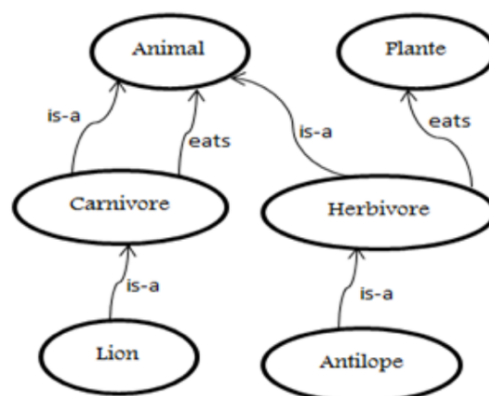 Animal
Plante
is-a
eats
is-a
eats
Carnivore
Herbivore
is-a
is-a
Lion
Antilope